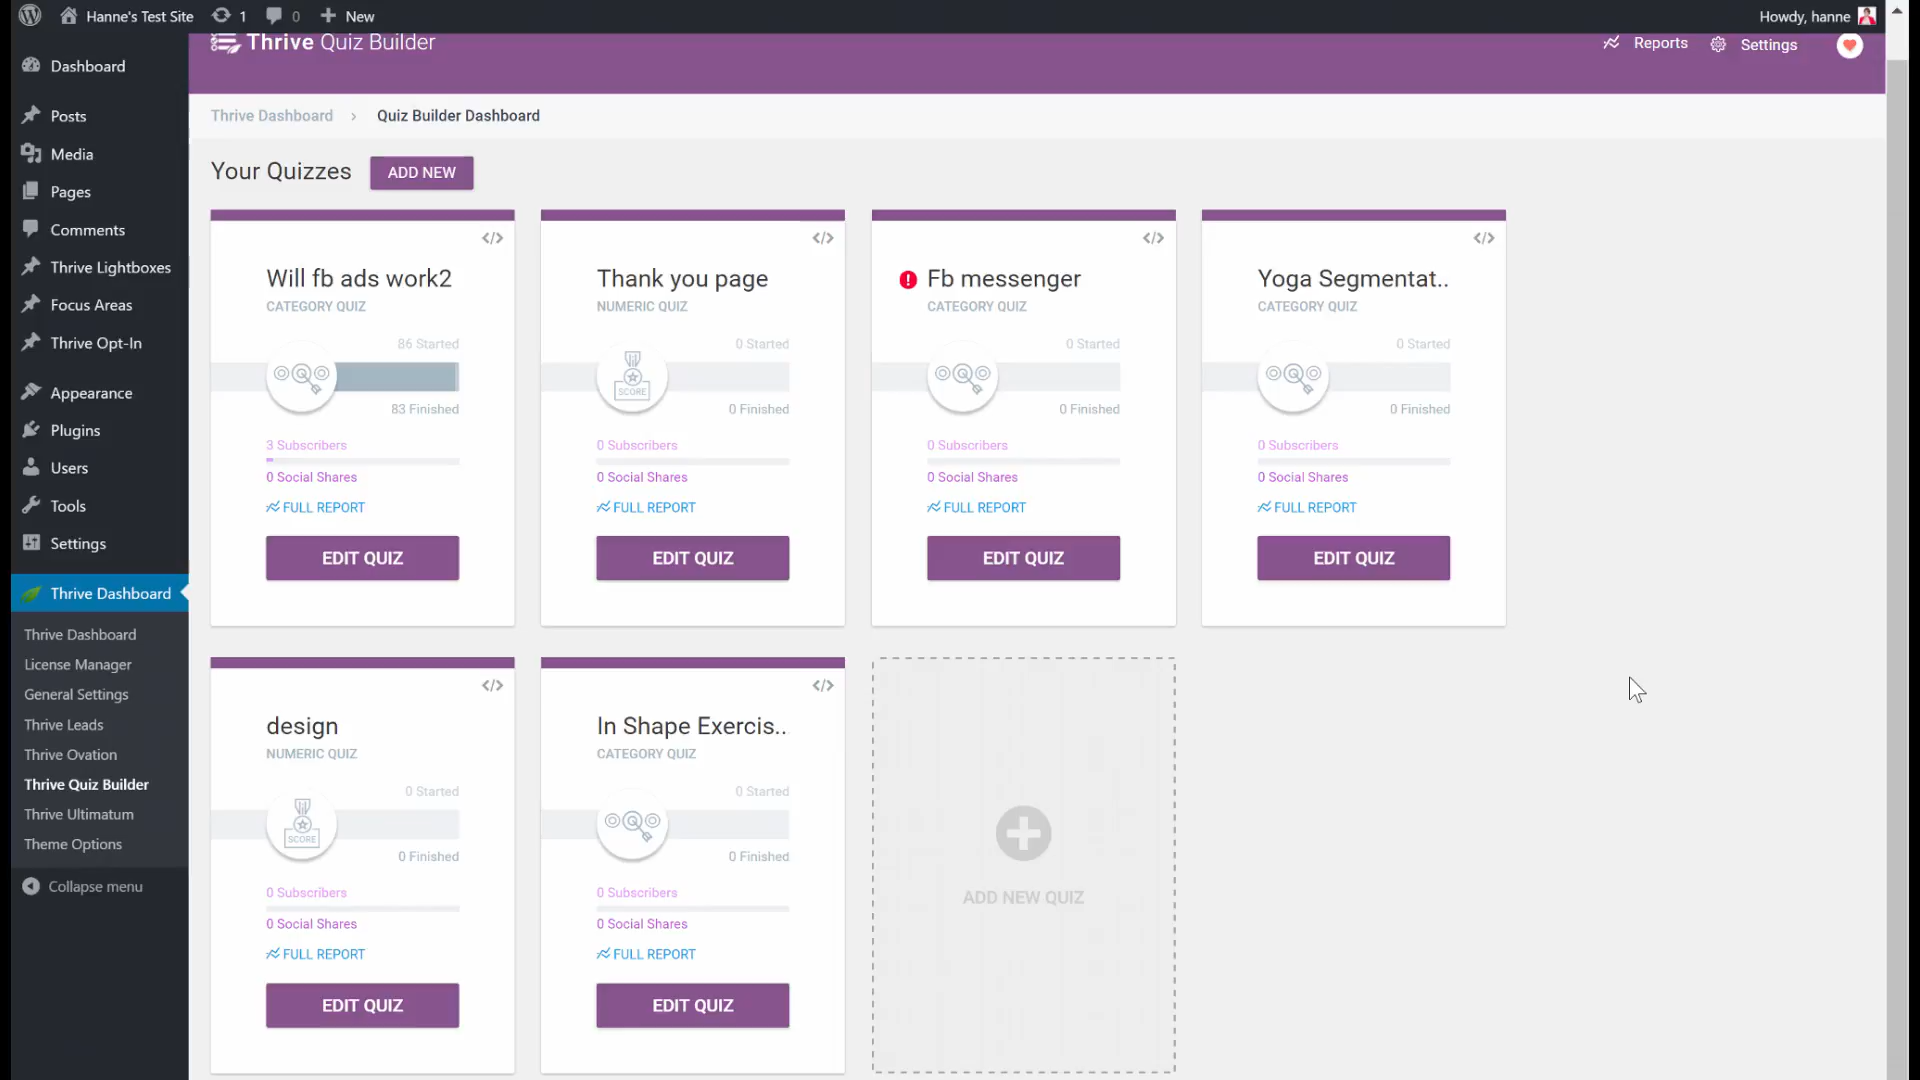 Hanne's Test Site 1 0 New Howdy, hanne
Thrive Quiz Builder Reports Settings
Dashboard
Posts
Media
Pages
Comments
Thrive Lightboxes
Focus Areas
Thrive Opt-In
Appearance
Plugins
Users
Tools
Settings
Thrive Dashboard
Thrive Dashboard
License Manager
General Settings
Thrive Leads
Thrive Ovation
Thrive Quiz Builder
Thrive Ultimatum
Theme Options
Collapse menu
Thrive Dashboard › Quiz Builder Dashboard
Your Quizzes ADD NEW
Will fb ads work2
CATEGORY QUIZ
86 Started
83 Finished
3 Subscribers
0 Social Shares
FULL REPORT
EDIT QUIZ
Thank you page
NUMERIC QUIZ
0 Started
SCORE
0 Finished
0 Subscribers
0 Social Shares
FULL REPORT
EDIT QUIZ
Fb messenger
CATEGORY QUIZ
0 Started
0 Finished
0 Subscribers
0 Social Shares
FULL REPORT
EDIT QUIZ
Yoga Segmentat..
CATEGORY QUIZ
0 Started
0 Finished
0 Subscribers
0 Social Shares
FULL REPORT
EDIT QUIZ
design
NUMERIC QUIZ
0 Started
SCORE
0 Finished
0 Subscribers
0 Social Shares
FULL REPORT
EDIT QUIZ
In Shape Exercis..
CATEGORY QUIZ
0 Started
0 Finished
0 Subscribers
0 Social Shares
FULL REPORT
EDIT QUIZ
ADD NEW QUIZ